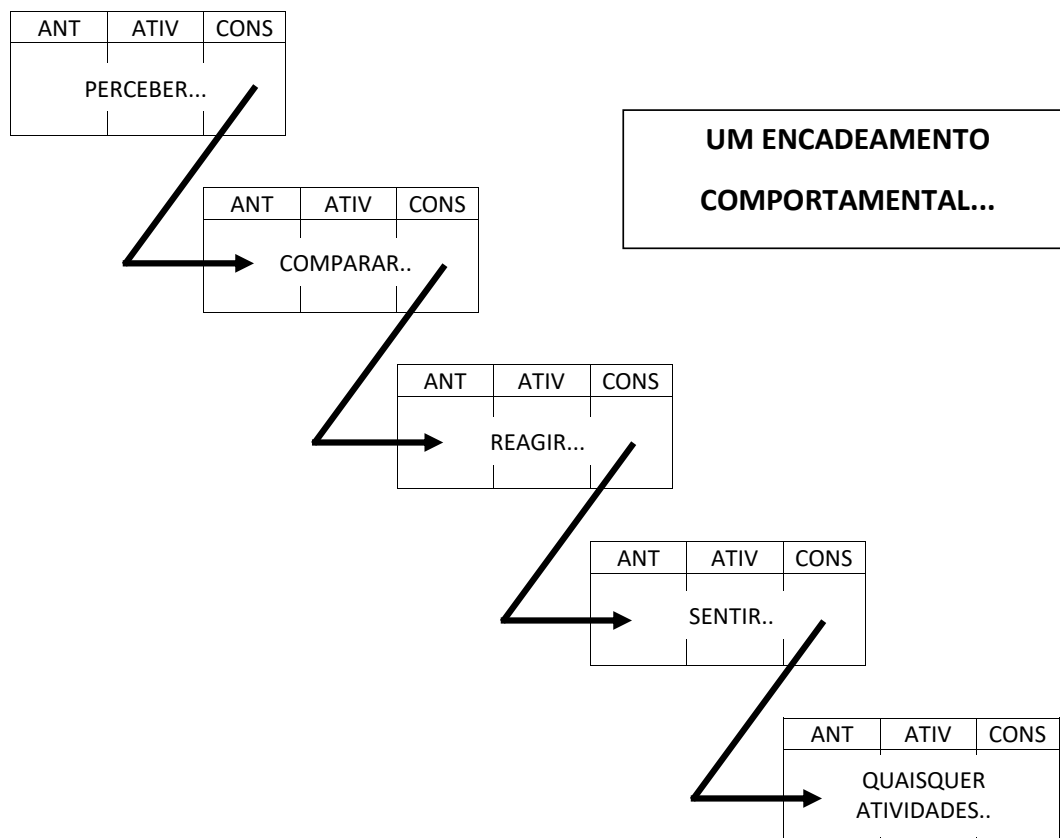 ANT ATIV CONS
PERCEBER...
UM ENCADEAMENTO
COMPORTAMENTAL...
ANT ATIV CONS
COMPARAR..
ANT ATIV CONS
REAGIR...
ANT ATIV CONS
SENTIR..
ANT ATIV CONS
QUAISQUER
ATIVIDADES..